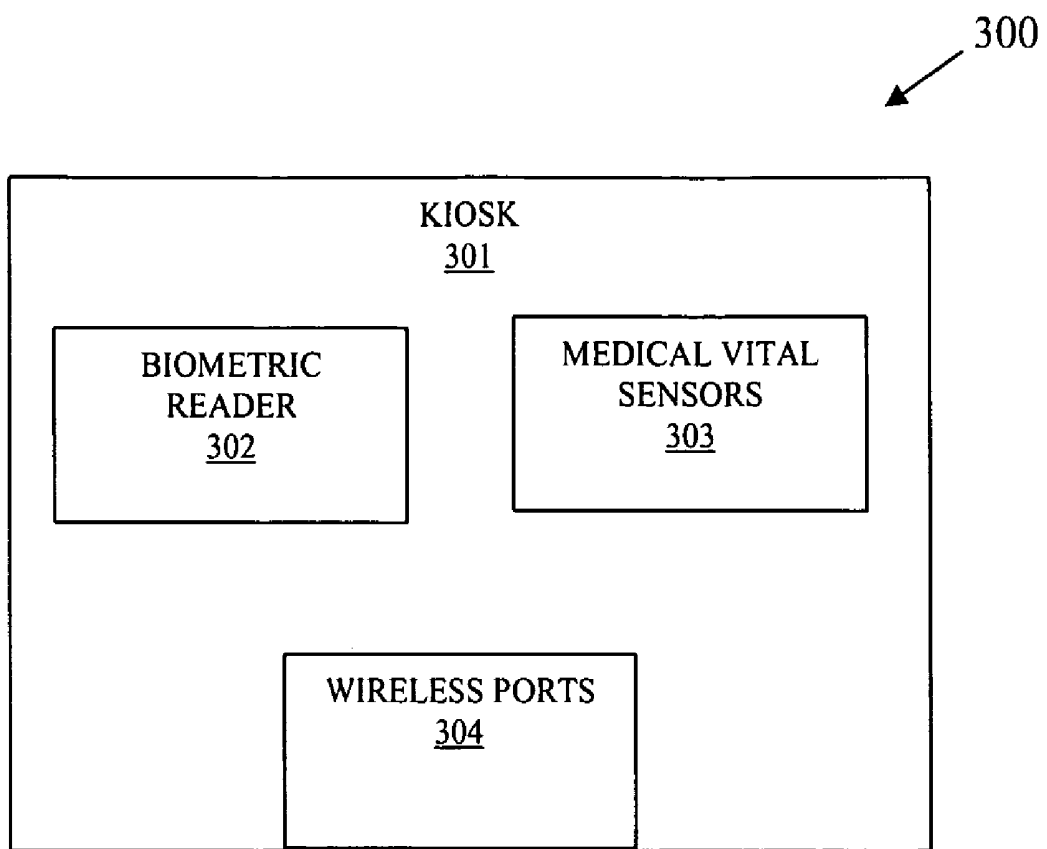 300
KIOSK
301
BIOMETRIC
READER
302
MEDICAL VITAL
SENSORS
303
WIRELESS PORTS
304